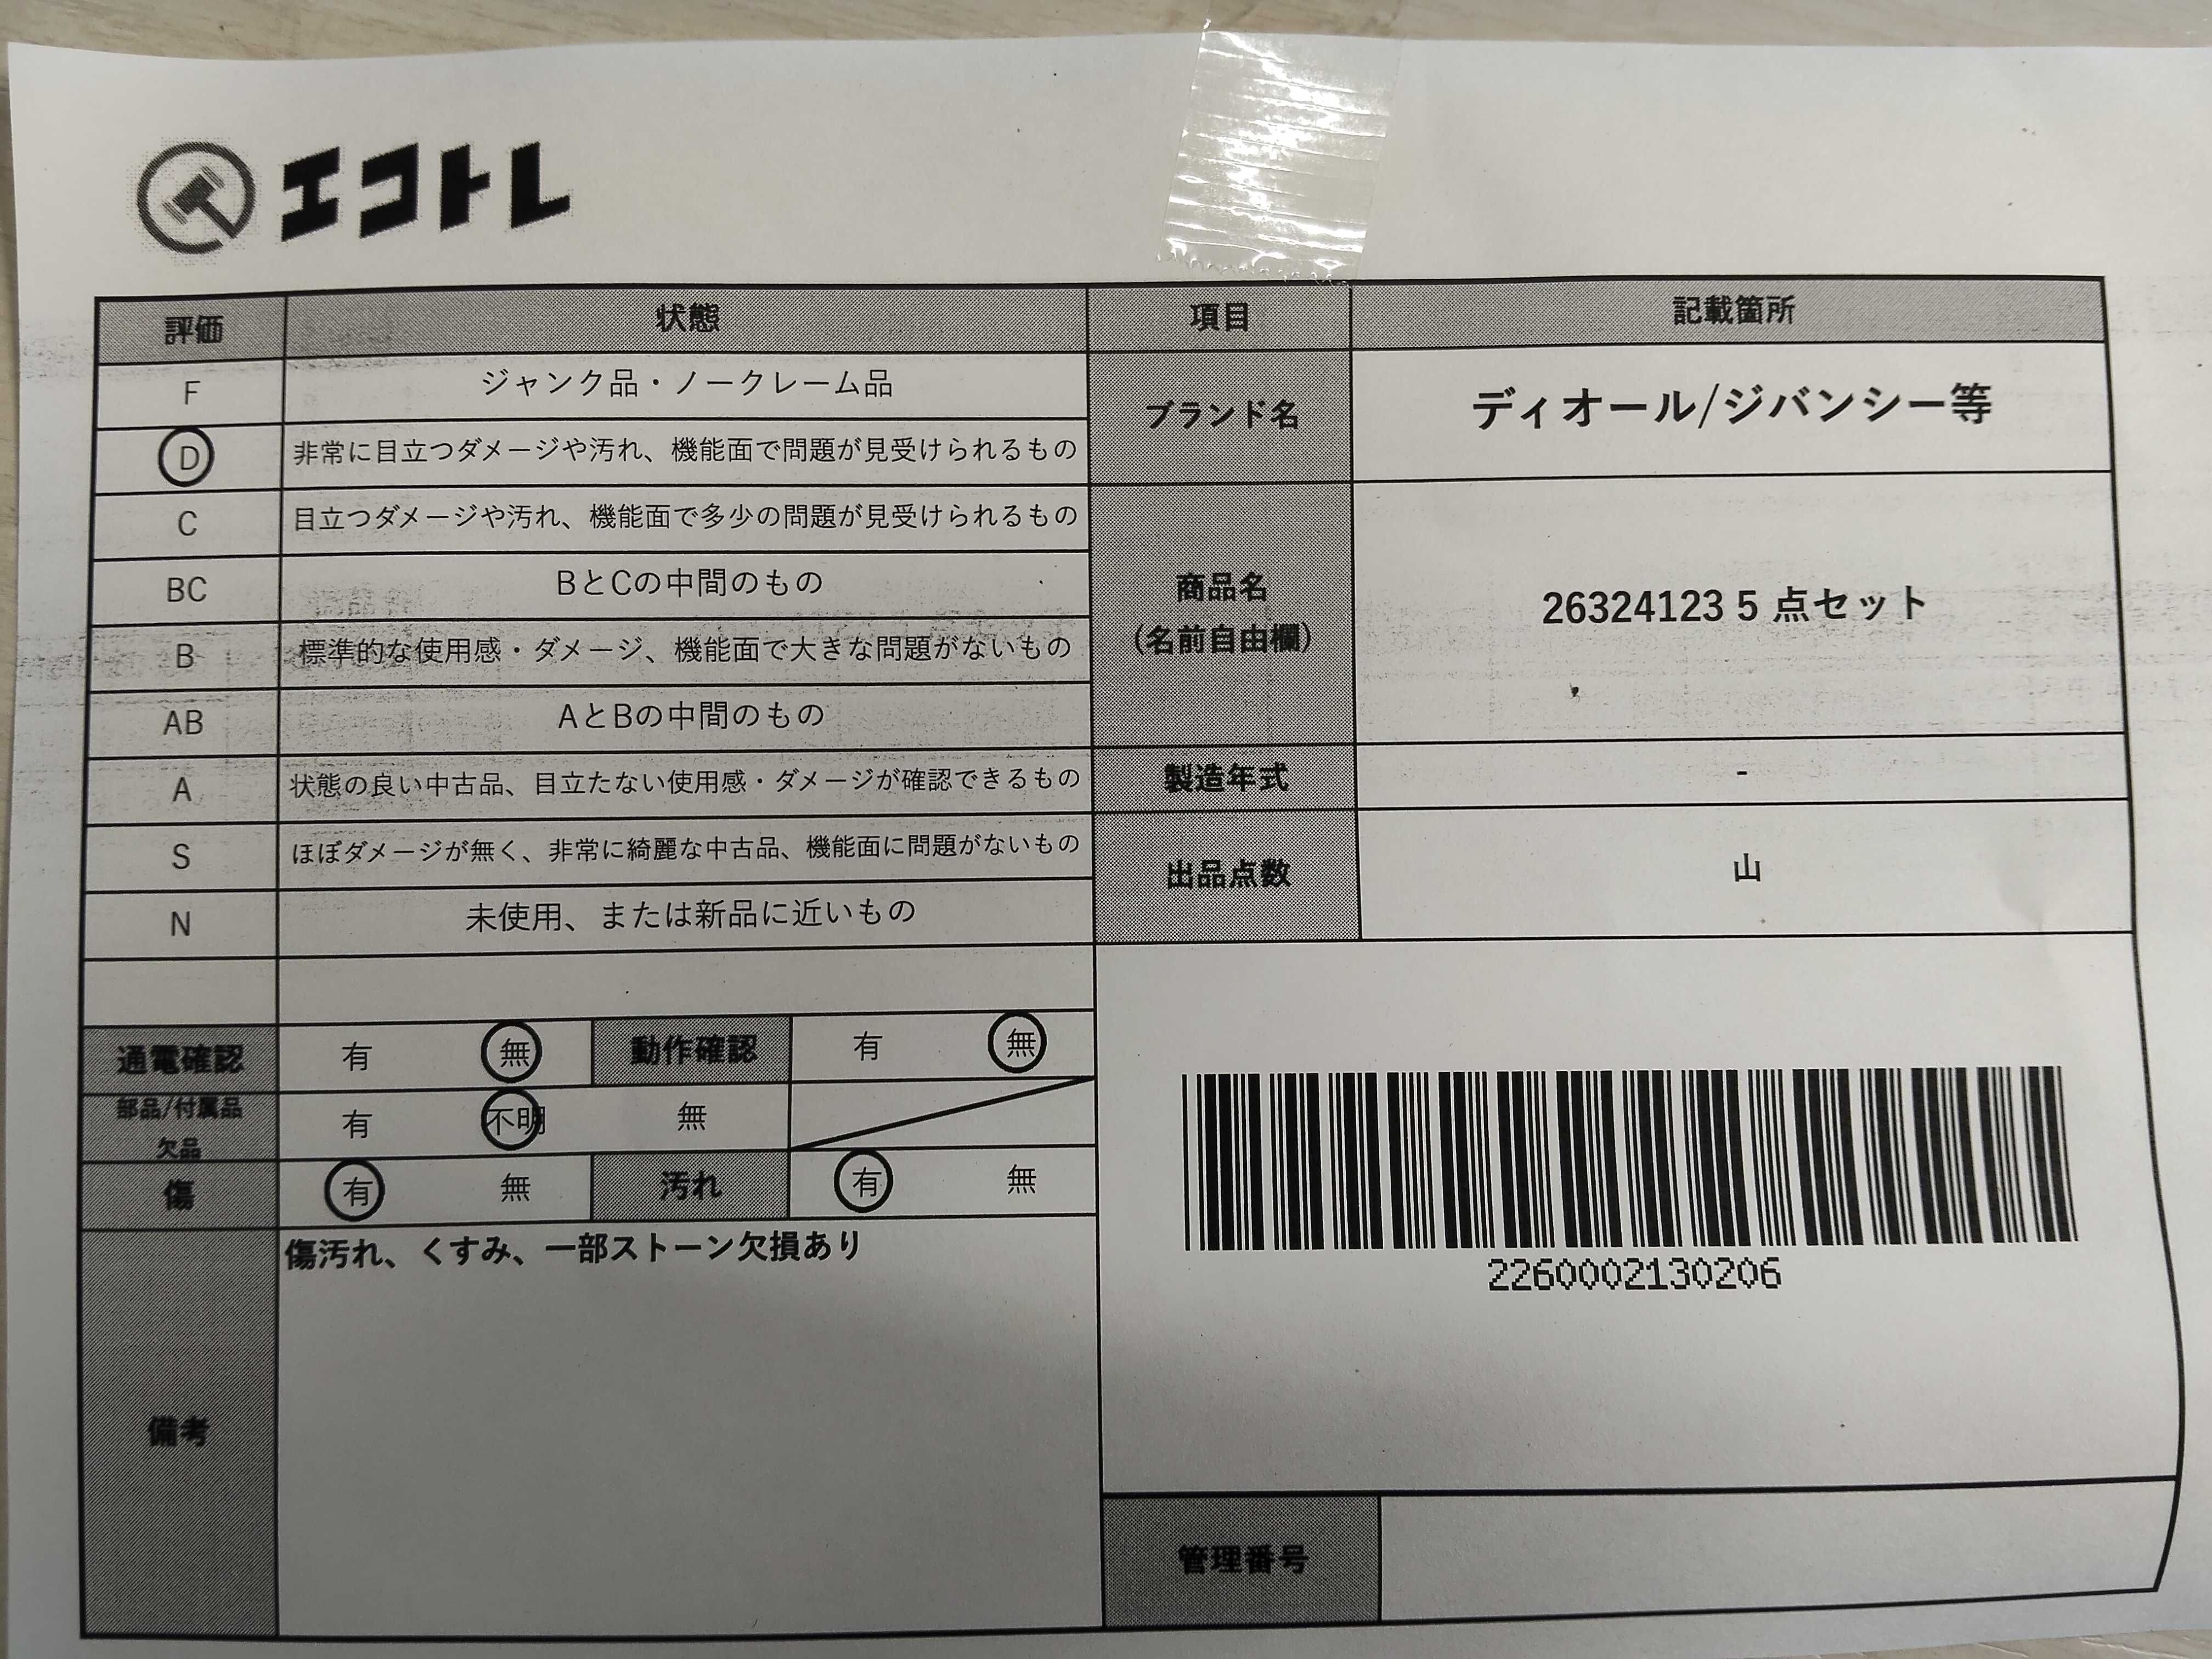 エコトレ
評価 状態 項目 記載箇所
F ジャンク品・ノークレーム品
D 非常に目立つダメージや汚れ、機能面で問題が見受けられるもの
ブランド名 ディオール/ジバンシー等
C 目立つダメージや汚れ、機能面で多少の問題が見受けられるもの
BC BとCの中間のもの
B 標準的な使用感・ダメージ、機能面で大きな問題がないもの
商品名
(名前自由欄)
26324123 5 点セット
AB AとBの中間のもの
A 状態の良い中古品、目立たない使用感・ダメージが確認できるもの
製造年式 -
S ほぼダメージが無く、非常に綺麗な中古品、機能面に問題がないもの
出品点数 山
N 未使用、または新品に近いもの
通電確認 有 無 動作確認 有 無
部品/付属品
欠品
有 不明 無
傷 有 無 汚れ 有 無
備考
傷汚れ、くすみ、一部ストーン欠損あり
2260002130206
管理番号